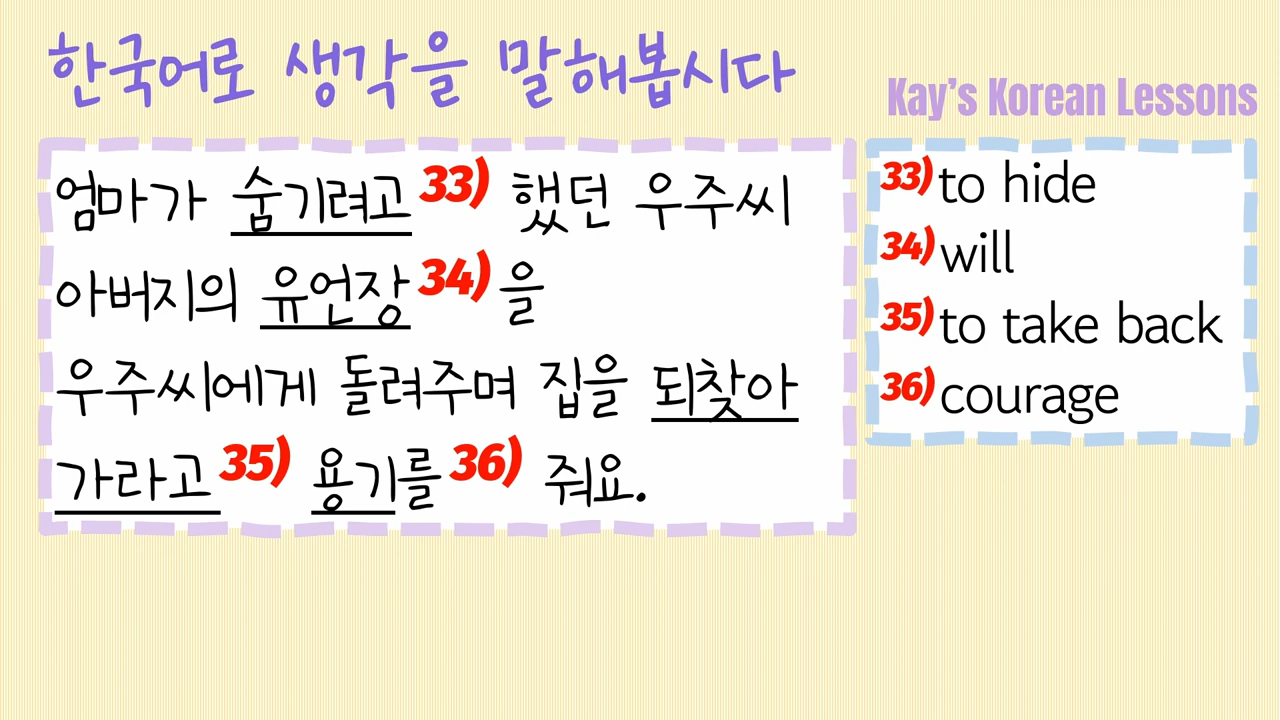 한국어로 생각을 말해봅시다
Kay's Korean Lessons
엄마가 숨기려고33) 했던 우주씨
아버지의 유언장34)을
우주씨에게 돌려주며 집을 되찾아
가라고35) 용기를36) 줘요.
33) to hide
34) will
35) to take back
36) courage